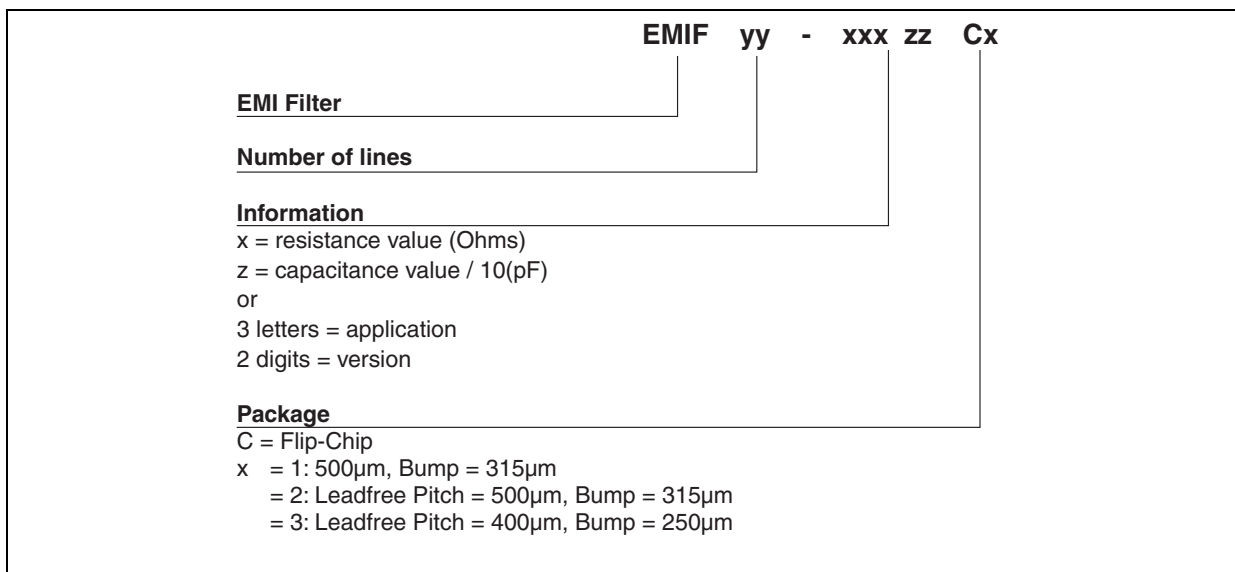 EMIF yy - xxx zz Cx
EMI Filter
Number of lines
Information
x = resistance value (Ohms)
z = capacitance value / 10(pF)
or
3 letters = application
2 digits = version
Package
C = Flip-Chip
x = 1: 500µm, Bump = 315µm
= 2: Leadfree Pitch = 500µm, Bump = 315µm
= 3: Leadfree Pitch = 400µm, Bump = 250µm